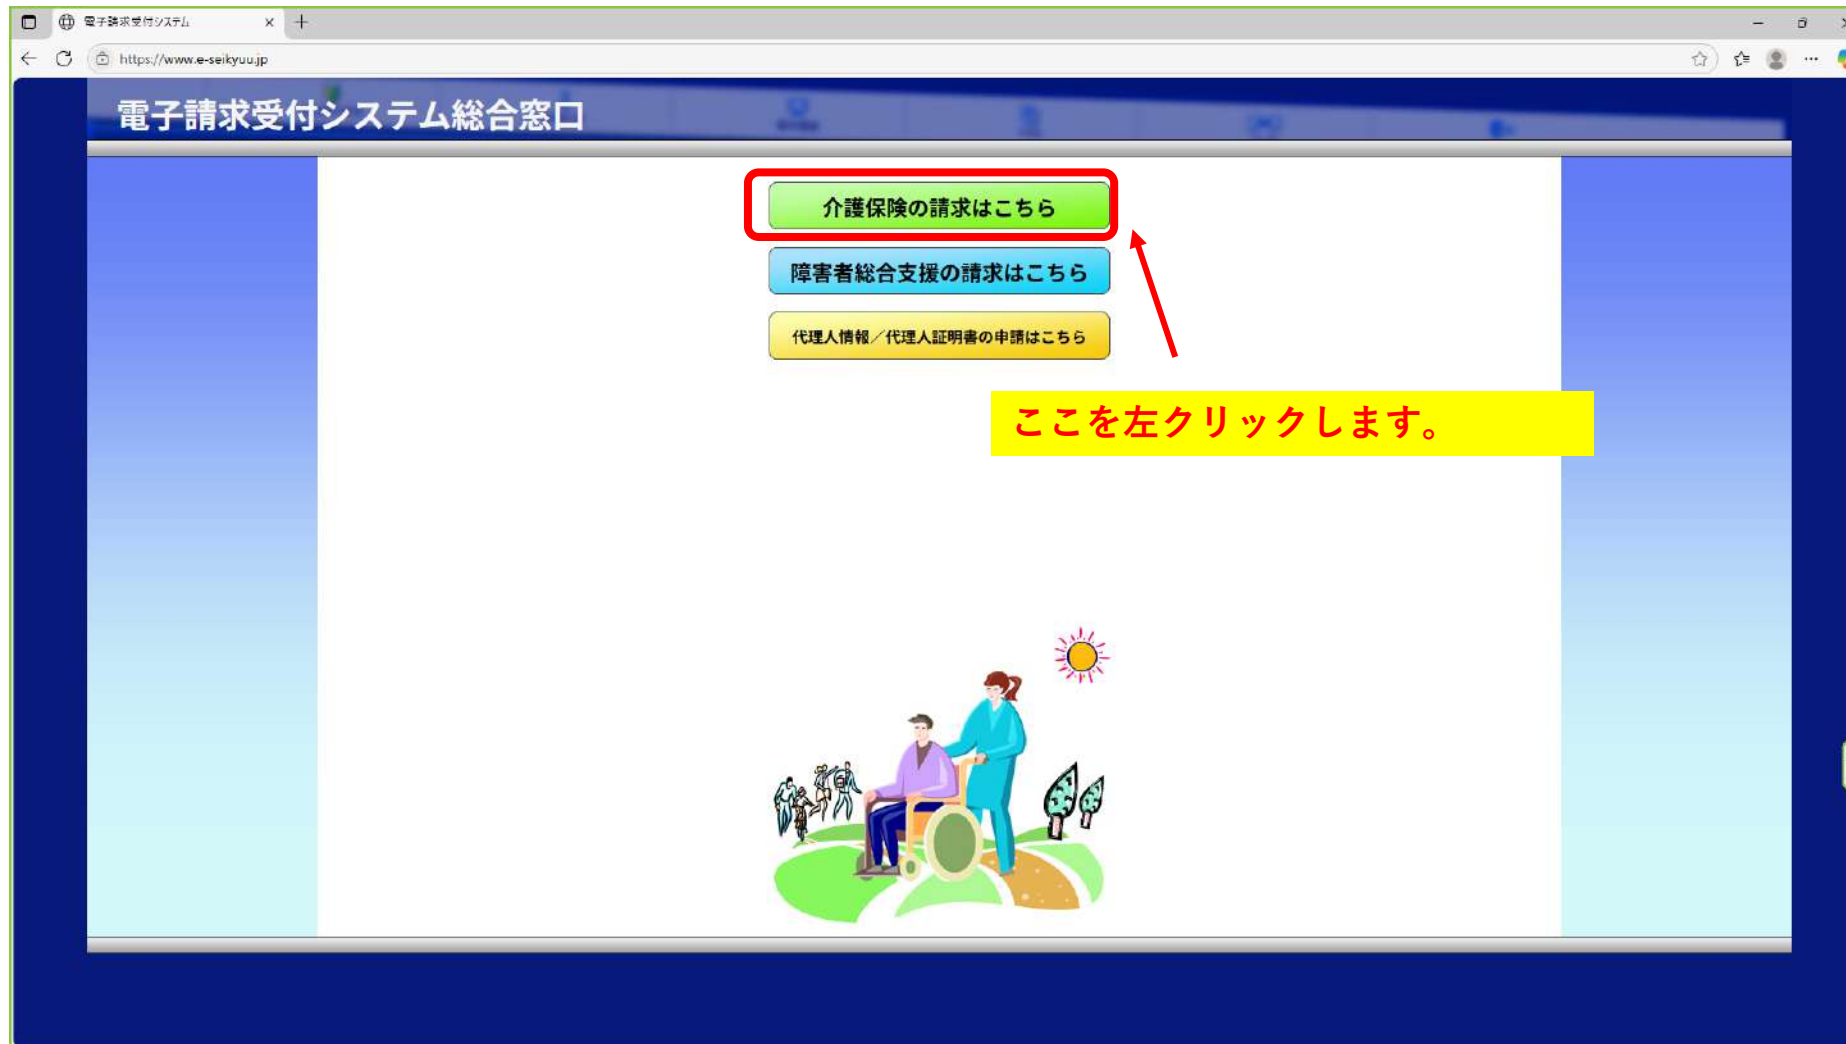 電子請求受付システム
https://www.e-seikyuu.jp
電子請求受付システム総合窓口
介護保険の請求はこちら
障害者総合支援の請求はこちら
代理人情報／代理人証明書の申請はこちら
ここを左クリックします。